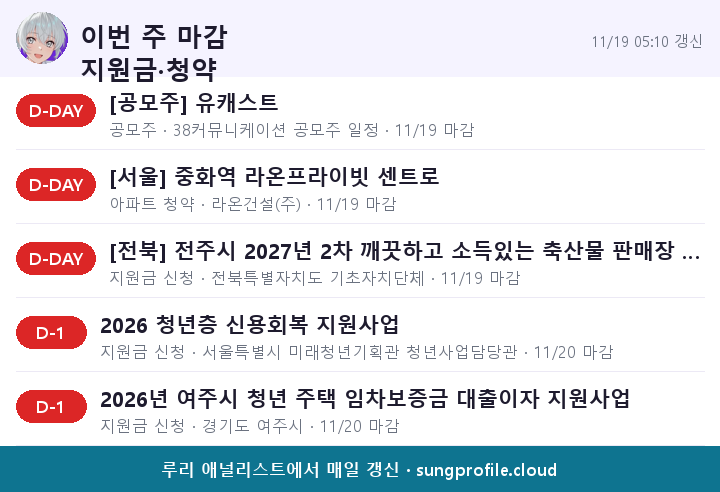 이번 주 마감
지원금·청약
11/19 05:10 갱신
D-DAY
[공모주] 유캐스트
공모주 · 38커뮤니케이션 공모주 일정 · 11/19 마감
D-DAY
[서울] 중화역 라온프라이빗 센트로
아파트 청약 · 라온건설(주) · 11/19 마감
D-DAY
[전북] 전주시 2027년 2차 깨끗하고 소득있는 축산물 판매장 ...
지원금 신청 · 전북특별자치도 기초자치단체 · 11/19 마감
D-1
2026 청년층 신용회복 지원사업
지원금 신청 · 서울특별시 미래청년기획관 청년사업담당관 · 11/20 마감
D-1
2026년 여주시 청년 주택 임차보증금 대출이자 지원사업
지원금 신청 · 경기도 여주시 · 11/20 마감
루리 애널리스트에서 매일 갱신 · sungprofile.cloud